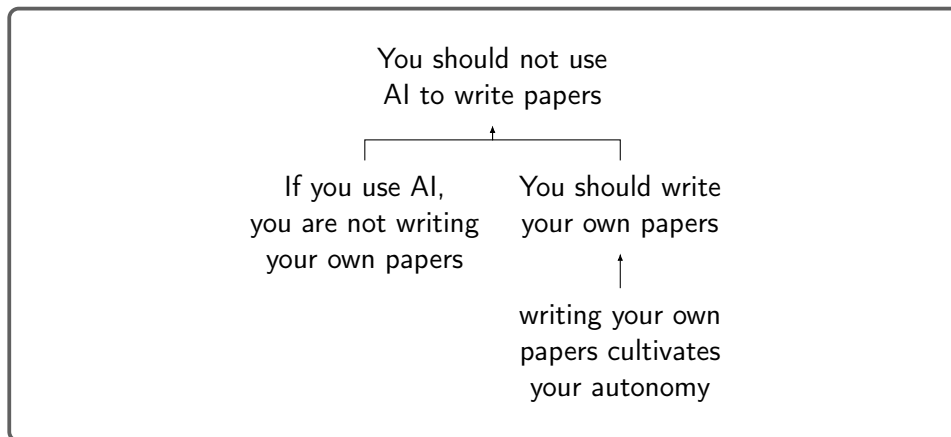 You should not use
AI to write papers
If you use AI,
you are not writing
your own papers
You should write
your own papers
writing your own
papers cultivates
your autonomy